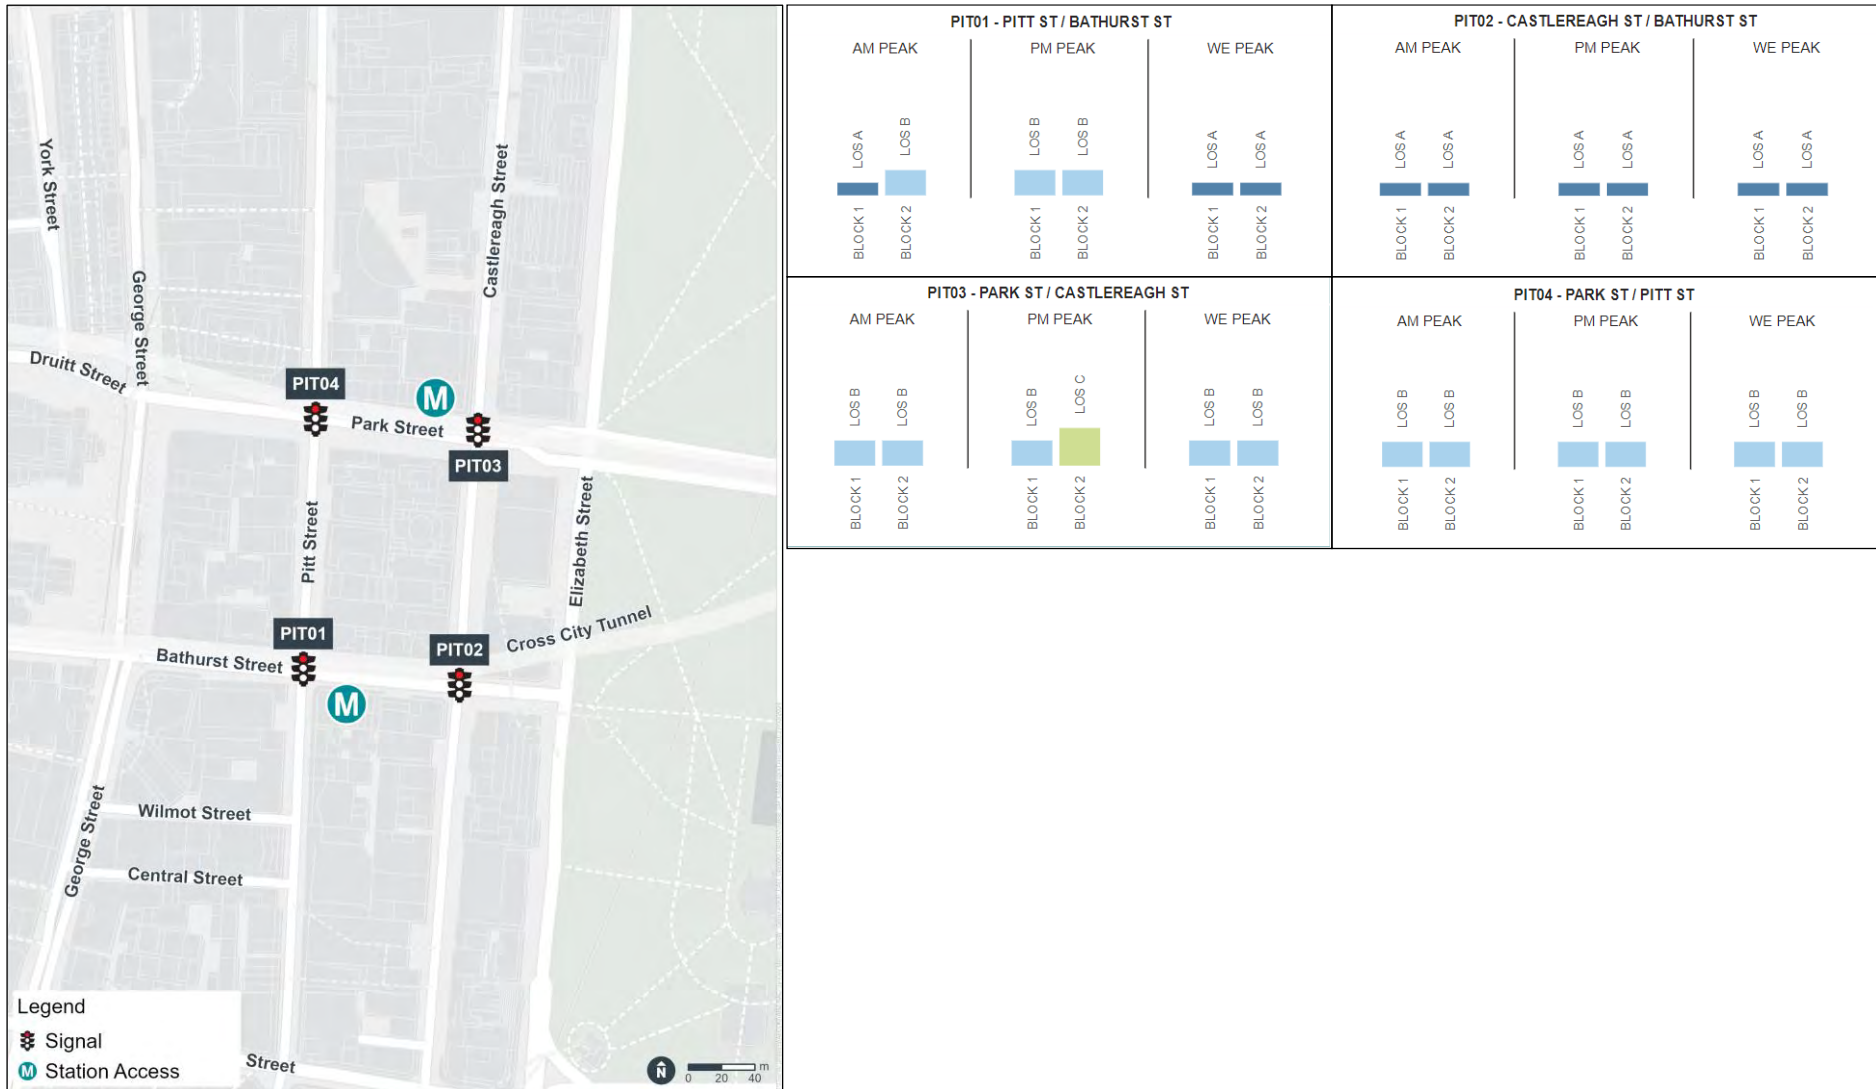 York Street
George Street
Castlereagh Street
Druitt Street
PIT04
M
Park Street
PIT03
Pitt Street
Elizabeth Street
PIT01
PIT02
Cross City Tunnel
Bathurst Street
M
Wilmot Street
George Street
Central Street
Legend
Signal
M Station Access
Street
N
0 20 40 m
PIT01 - PITT ST / BATHURST ST
AM PEAK PM PEAK WE PEAK
LOS A LOS B LOS B LOS B LOS A LOS A
BLOCK 1 BLOCK 2 BLOCK 1 BLOCK 2 BLOCK 1 BLOCK 2
PIT02 - CASTLEREAGH ST / BATHURST ST
AM PEAK PM PEAK WE PEAK
LOS A LOS A LOS A LOS A LOS A LOS A
BLOCK 1 BLOCK 2 BLOCK 1 BLOCK 2 BLOCK 1 BLOCK 2
PIT03 - PARK ST / CASTLEREAGH ST
AM PEAK PM PEAK WE PEAK
LOS B LOS B LOS B LOS C LOS B LOS B
BLOCK 1 BLOCK 2 BLOCK 1 BLOCK 2 BLOCK 1 BLOCK 2
PIT04 - PARK ST / PITT ST
AM PEAK PM PEAK WE PEAK
LOS B LOS B LOS B LOS B LOS B LOS B
BLOCK 1 BLOCK 2 BLOCK 1 BLOCK 2 BLOCK 1 BLOCK 2